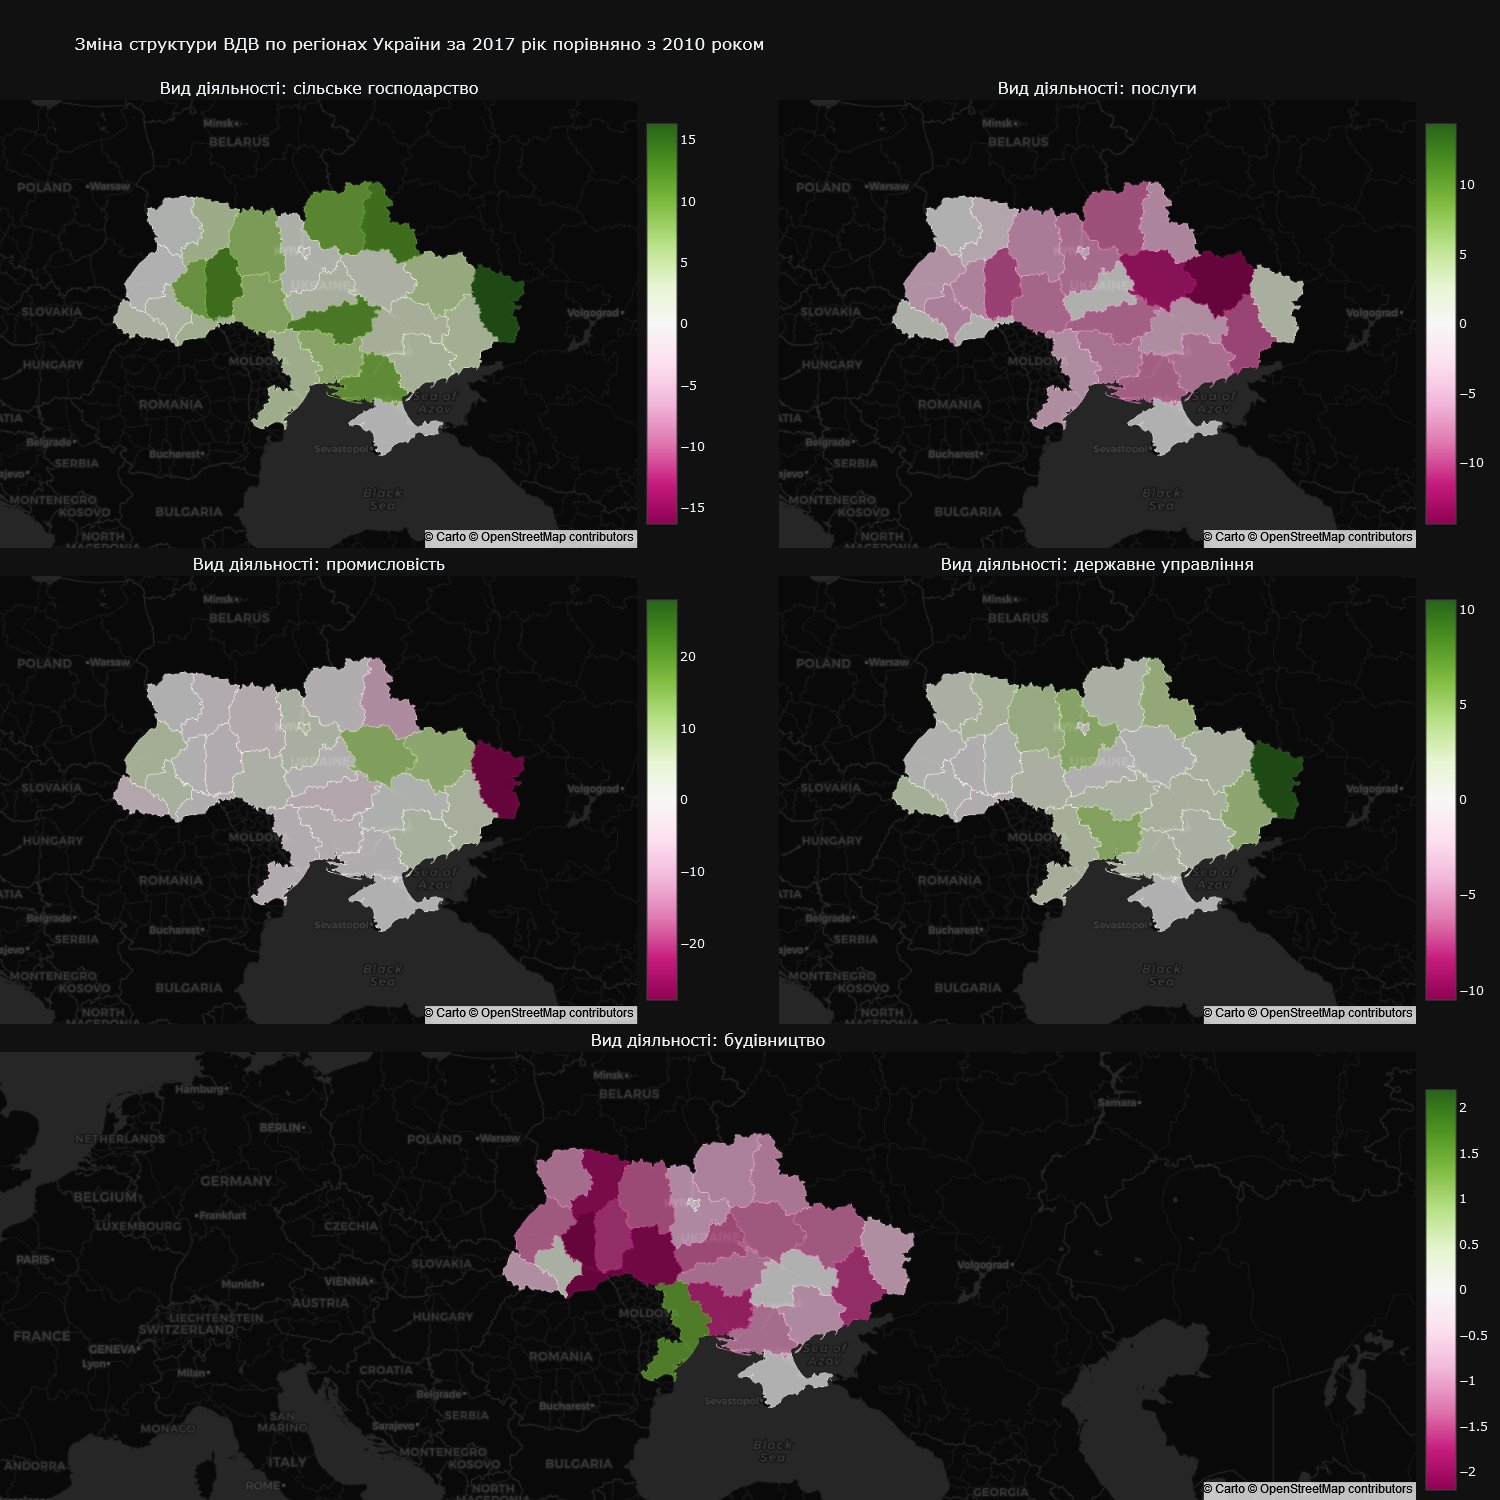 Зміна структури ВДВ по регіонах України за 2017 рік порівняно з 2010 роком
Вид діяльності: сільське господарство
Minsk
BELARUS
POLAND
Warsaw
UKRAINE
SLOVAKIA
Volgograd
HUNGARY
ROMANIA
Sea of
Azov
Belgrade
Bucharest
Sevastopol
SERBIA
Black
Sea
MONTENEGRO
KOSOVO
BULGARIA
NORTH
MACEDONIA
© Carto © OpenStreetMap contributors
15
10
5
0
−5
−10
−15
Вид діяльності: послуги
Minsk
BELARUS
POLAND
Warsaw
UKRAINE
SLOVAKIA
Volgograd
HUNGARY
ROMANIA
Sea of
Azov
Belgrade
Bucharest
Sevastopol
SERBIA
Black
Sea
MONTENEGRO
KOSOVO
BULGARIA
NORTH
MACEDONIA
© Carto © OpenStreetMap contributors
10
5
0
−5
−10
Вид діяльності: промисловість
Minsk
BELARUS
POLAND
Warsaw
UKRAINE
SLOVAKIA
Volgograd
HUNGARY
ROMANIA
Sea of
Azov
Belgrade
Bucharest
Sevastopol
SERBIA
Black
Sea
MONTENEGRO
KOSOVO
BULGARIA
NORTH
MACEDONIA
© Carto © OpenStreetMap contributors
20
10
0
−10
−20
Вид діяльності: державне управління
Minsk
BELARUS
POLAND
Warsaw
UKRAINE
SLOVAKIA
Volgograd
HUNGARY
ROMANIA
Sea of
Azov
Belgrade
Bucharest
Sevastopol
SERBIA
Black
Sea
MONTENEGRO
KOSOVO
BULGARIA
NORTH
MACEDONIA
© Carto © OpenStreetMap contributors
10
5
0
−5
−10
Вид діяльності: будівництво
Minsk
Hamburg
BELARUS
Samara
BERLIN
NETHERLANDS
POLAND
Warsaw
GERMANY
BELGIUM
Frankfurt
LUXEMBOURG
CZECHIA
UKRAINE
PARIS
SLOVAKIA
Volgograd
Munich
VIENNA
AUSTRIA
LIECHTENSTEIN
HUNGARY
SWITZERLAND
FRANCE
GENEVA
ROMANIA
Sea of
Azov
Lyon
Milan
CROATIA
Belgrade
Sevastopol
Bucharest
SERBIA
SAN
MARINO
MONACO
Sarajevo
Black
Sea
MONTENEGRO
KOSOVO
ITALY
BULGARIA
ANDORRA
ROME
NORTH
MACEDONIA
GEORGIA
© Carto © OpenStreetMap contributors
2
1.5
1
0.5
0
−0.5
−1
−1.5
−2